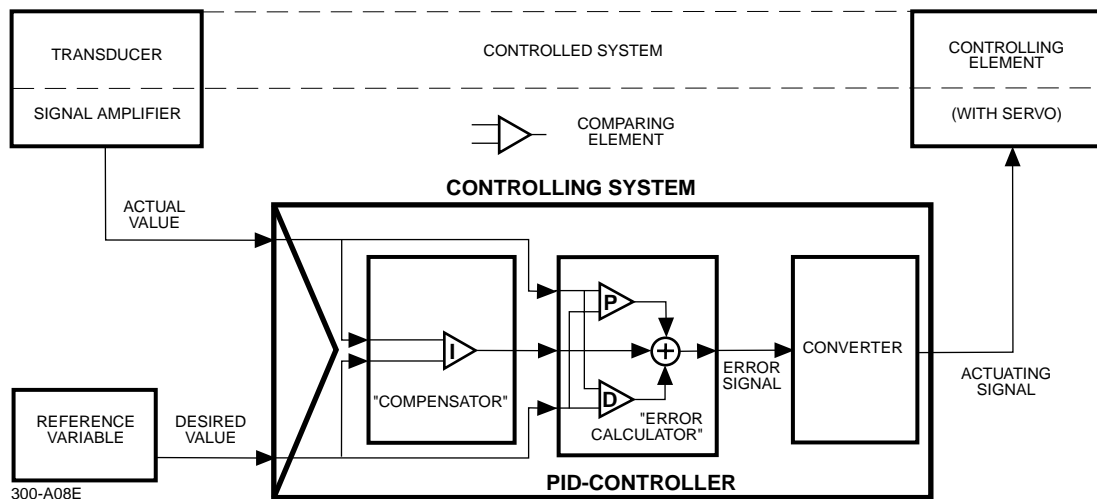 TRANSDUCER
SIGNAL AMPLIFIER
CONTROLLED SYSTEM
CONTROLLING
ELEMENT
(WITH SERVO)
COMPARING
ELEMENT
CONTROLLING SYSTEM
ACTUAL
VALUE
P
I
+
D
"COMPENSATOR"
"ERROR
CALCULATOR"
ERROR
SIGNAL
CONVERTER
ACTUATING
SIGNAL
REFERENCE
VARIABLE
DESIRED
VALUE
PID-CONTROLLER
300-A08E